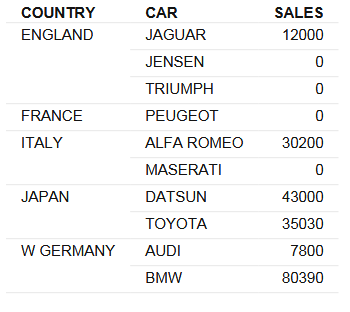 COUNTRY CAR SALES
ENGLAND JAGUAR 12000
JENSEN 0
TRIUMPH 0
FRANCE PEUGEOT 0
ITALY ALFA ROMEO 30200
MASERATI 0
JAPAN DATSUN 43000
TOYOTA 35030
W GERMANY AUDI 7800
BMW 80390